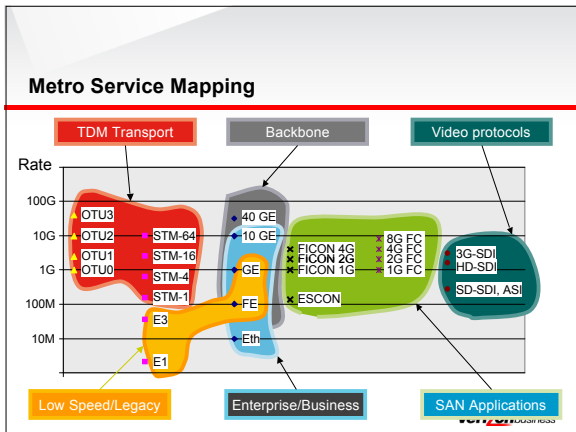 Metro Service Mapping
TDM Transport
Backbone
Video protocols
Rate
100G
10G
1G
100M
10M
OTU3
OTU2
OTU1
OTU0
STM-64
STM-16
STM-4
STM-1
E3
E1
40 GE
10 GE
GE
FE
Eth
FICON 4G
FICON 2G
FICON 1G
ESCON
8G FC
4G FC
2G FC
1G FC
3G-SDI
HD-SDI
SD-SDI, ASI
Low Speed/Legacy
Enterprise/Business
SAN Applications
verizonbusiness